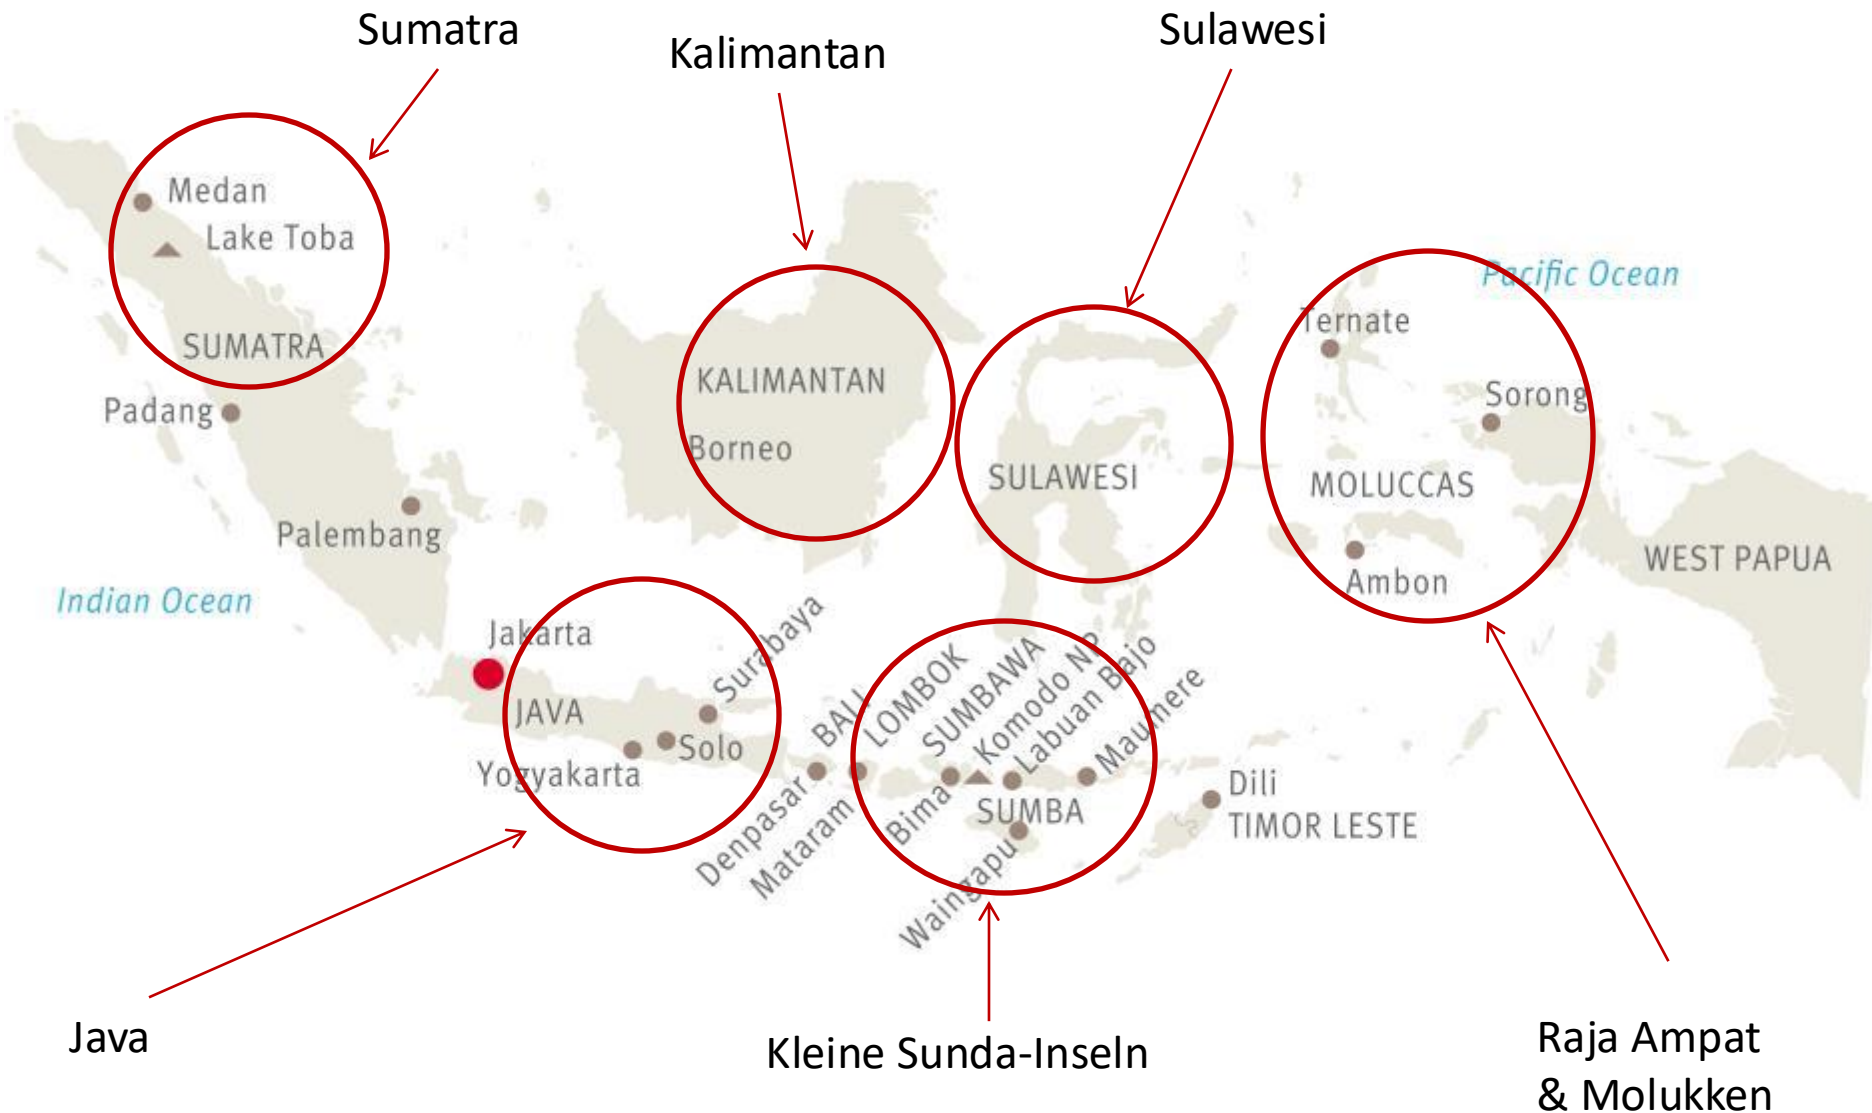 Sumatra
Kalimantan
Sulawesi
Medan
Lake Toba
SUMATRA
Padang
Palembang
Indian Ocean
KALIMANTAN
Borneo
SULAWESI
Pacific Ocean
Ternate
Sorong
MOLUCCAS
Ambon
WEST PAPUA
Jakarta
JAVA
Surabaya
Solo
Yogyakarta
BALI
LOMBOK
SUMBAWA
Komodo NP
Labuan Bajo
Maumere
Denpasar
Mataram
Bima
SUMBA
Waingapu
Dili
TIMOR LESTE
Java
Kleine Sunda-Inseln
Raja Ampat
& Molukken